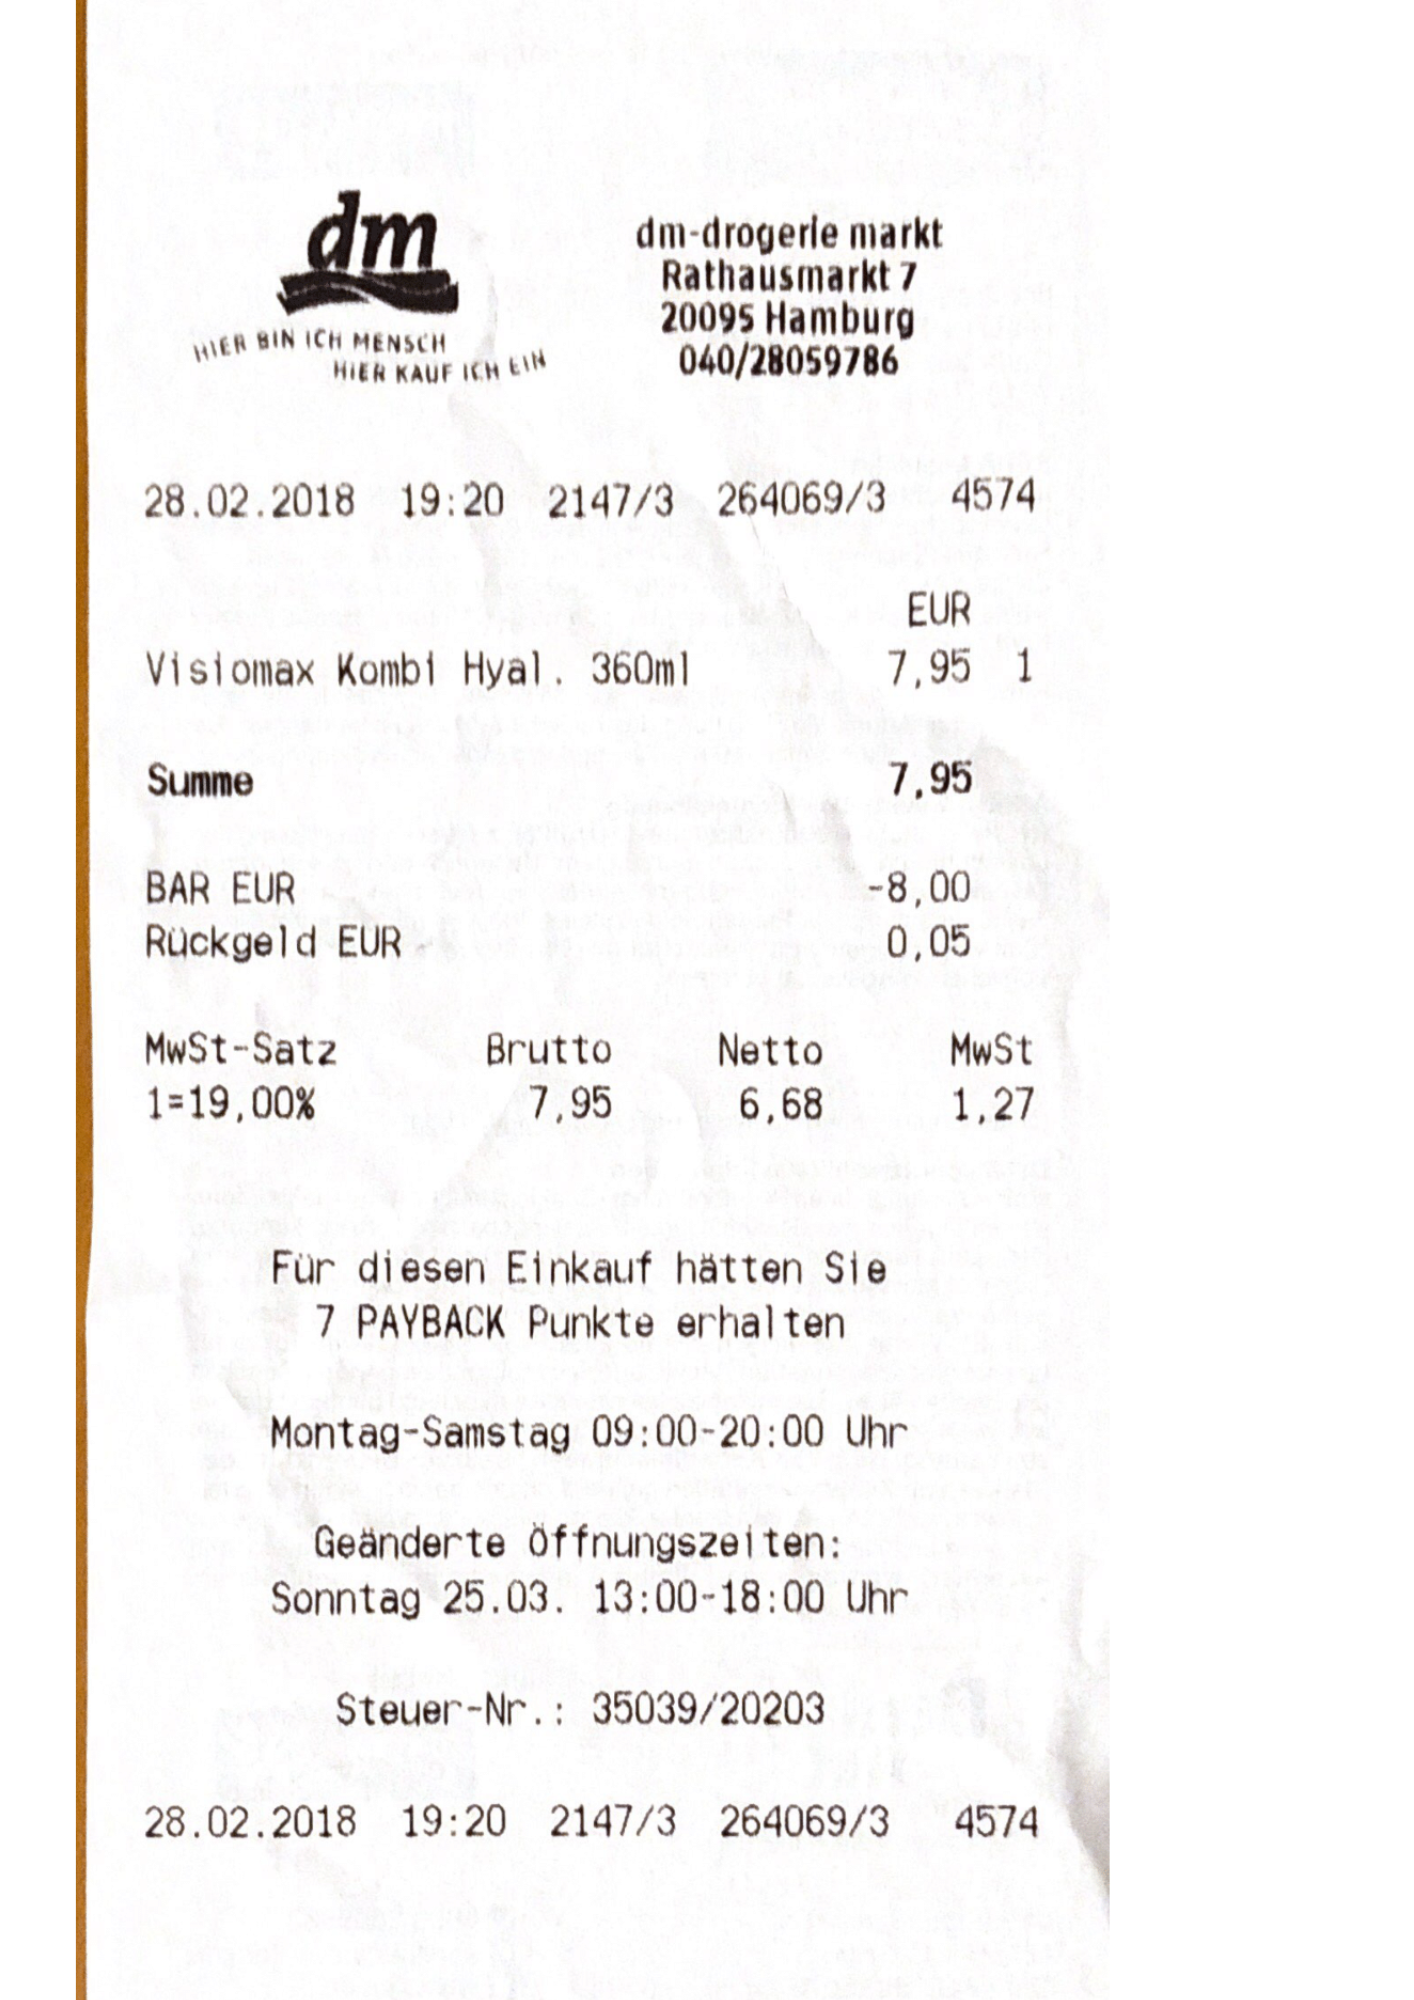 dm
HIER BIN ICH MENSCH
HIER KAUF ICH EIN
dm-drogerie markt
Rathausmarkt 7
20095 Hamburg
040/28059786
28.02.2018 19:20 2147/3 264069/3 4574
EUR
Visiomax Kombi Hyal. 360ml 7,95 1
Summe 7,95
BAR EUR -8,00
Rückgeld EUR 0,05
MwSt-Satz Brutto Netto MwSt
1=19,00% 7,95 6,68 1,27
Für diesen Einkauf hätten Sie
7 PAYBACK Punkte erhalten
Montag-Samstag 09:00-20:00 Uhr
Geänderte Öffnungszeiten:
Sonntag 25.03. 13:00-18:00 Uhr
Steuer-Nr.: 35039/20203
28.02.2018 19:20 2147/3 264069/3 4574